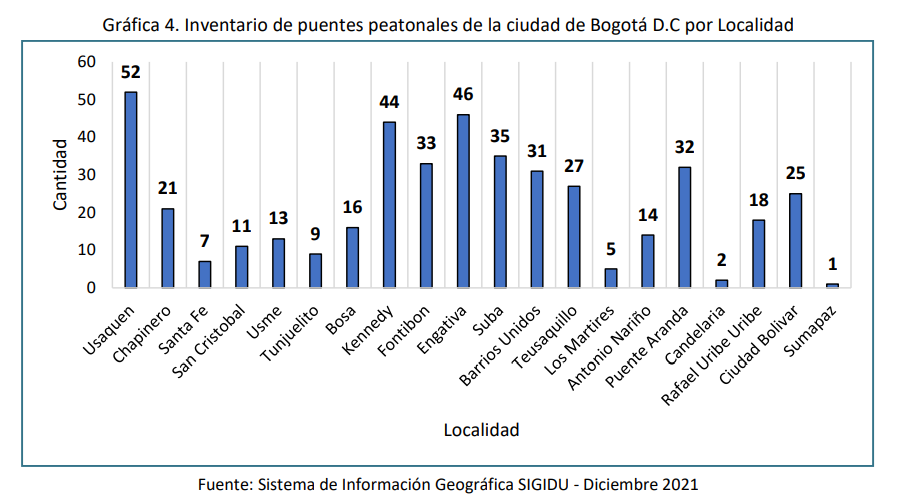 Gráfica 4. Inventario de puentes peatonales de la ciudad de Bogotá D.C por Localidad
60
50
40
30
20
10
0
Cantidad
52
21
7
11
13
9
16
44
33
46
35
31
27
5
14
32
2
18
25
1
Usaquen
Chapinero
Santa Fe
San Cristobal
Usme
Tunjuelito
Bosa
Kennedy
Fontibon
Engativa
Suba
Barrios Unidos
Teusaquillo
Los Martires
Antonio Nariño
Puente Aranda
Candelaria
Rafael Uribe Uribe
Ciudad Bolivar
Sumapaz
Localidad
Fuente: Sistema de Información Geográfica SIGIDU - Diciembre 2021